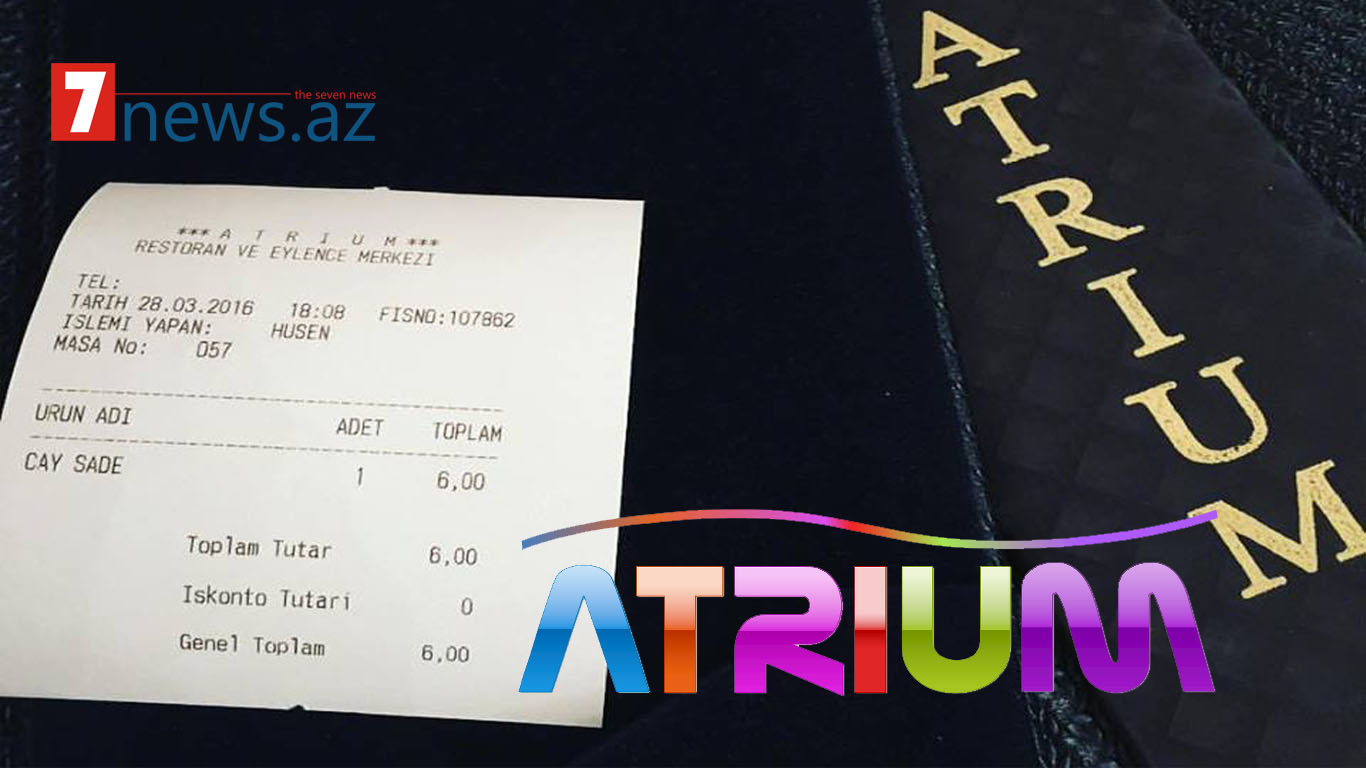 7news.az
the seven news
*** A T R I U M ***
RESTORAN VE EYLENCE MERKEZI
TEL:
TARIH 28.03.2016 18:08 FISNO:107862
ISLEMI YAPAN: HUSEN
MASA No: 057
URUN ADI ADET TOPLAM
CAY SADE 1 6,00
Toplam Tutar 6,00
Iskonto Tutari 0
Genel Toplam 6,00
ATRIUM
ATRIUM